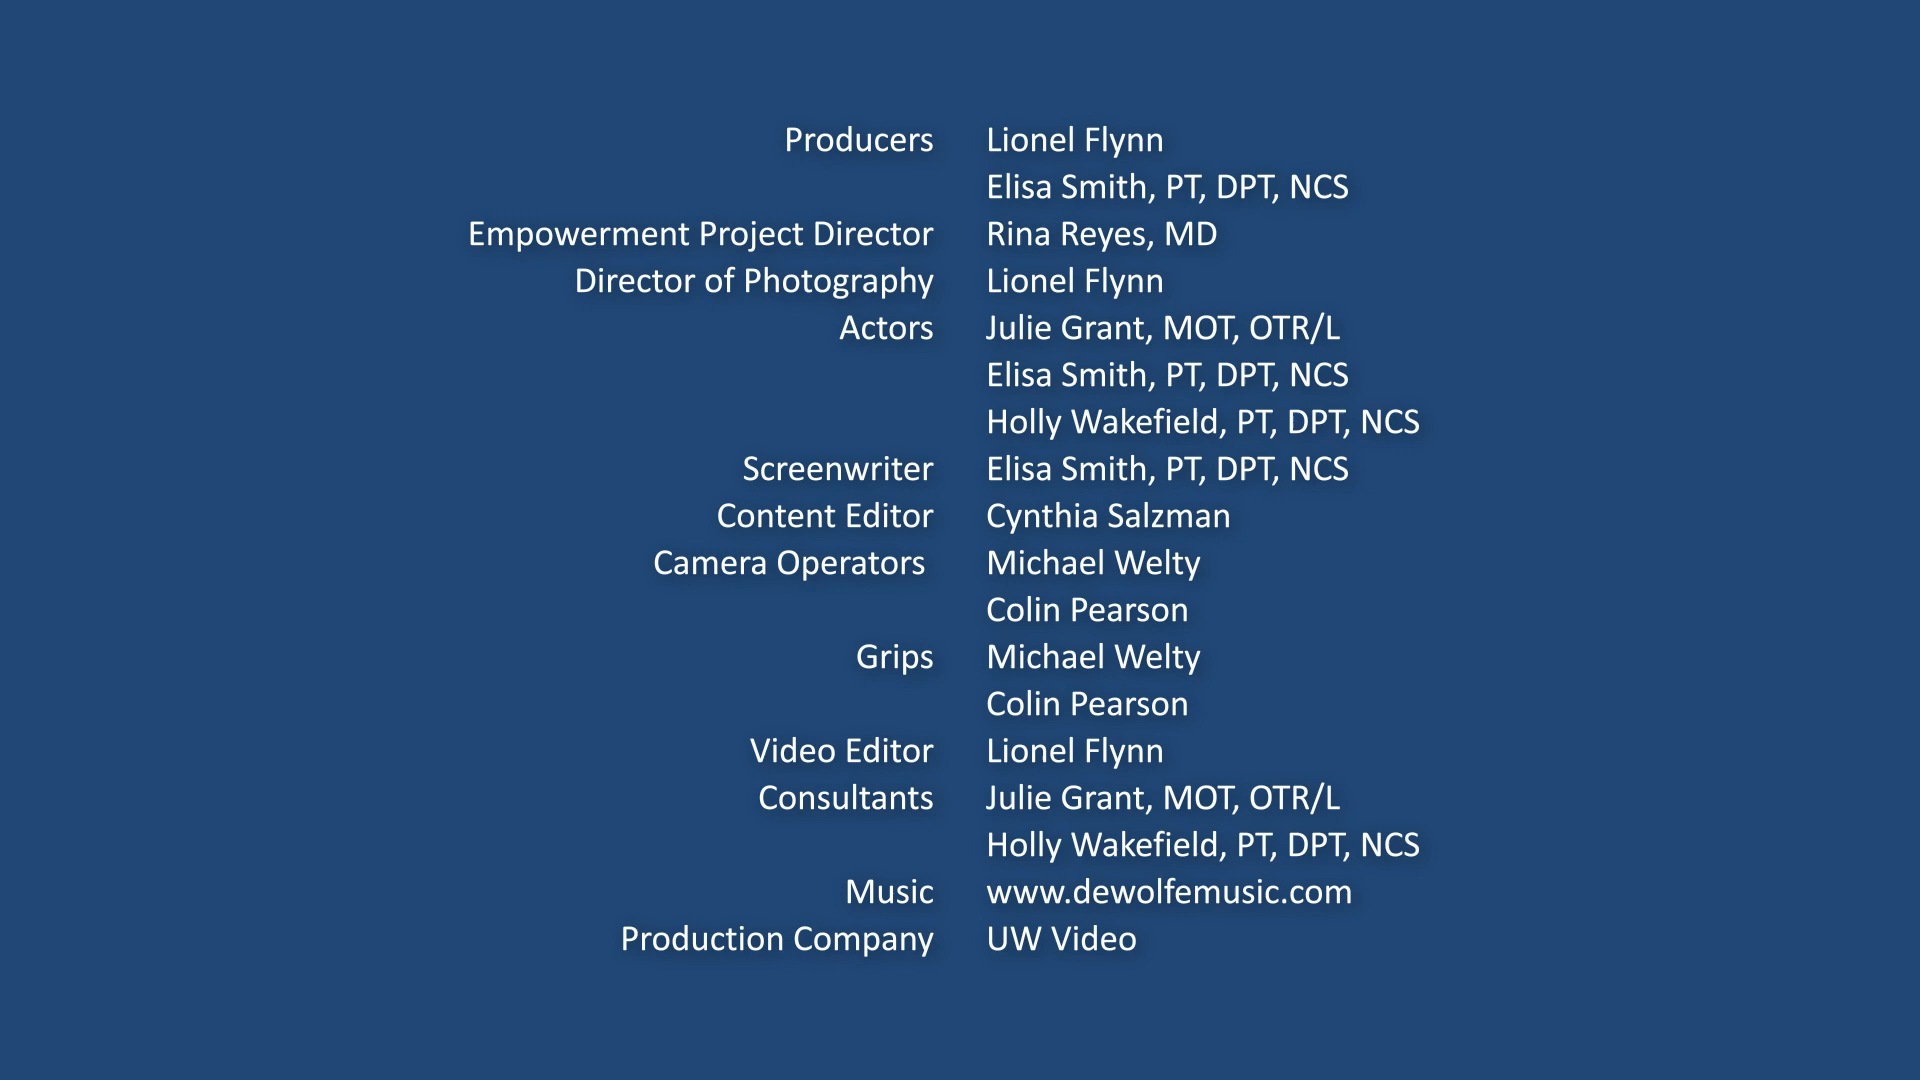 Producers Lionel Flynn
Elisa Smith, PT, DPT, NCS
Empowerment Project Director Rina Reyes, MD
Director of Photography Lionel Flynn
Actors Julie Grant, MOT, OTR/L
Elisa Smith, PT, DPT, NCS
Holly Wakefield, PT, DPT, NCS
Screenwriter Elisa Smith, PT, DPT, NCS
Content Editor Cynthia Salzman
Camera Operators Michael Welty
Colin Pearson
Grips Michael Welty
Colin Pearson
Video Editor Lionel Flynn
Consultants Julie Grant, MOT, OTR/L
Holly Wakefield, PT, DPT, NCS
Music www.dewolfemusic.com
Production Company UW Video